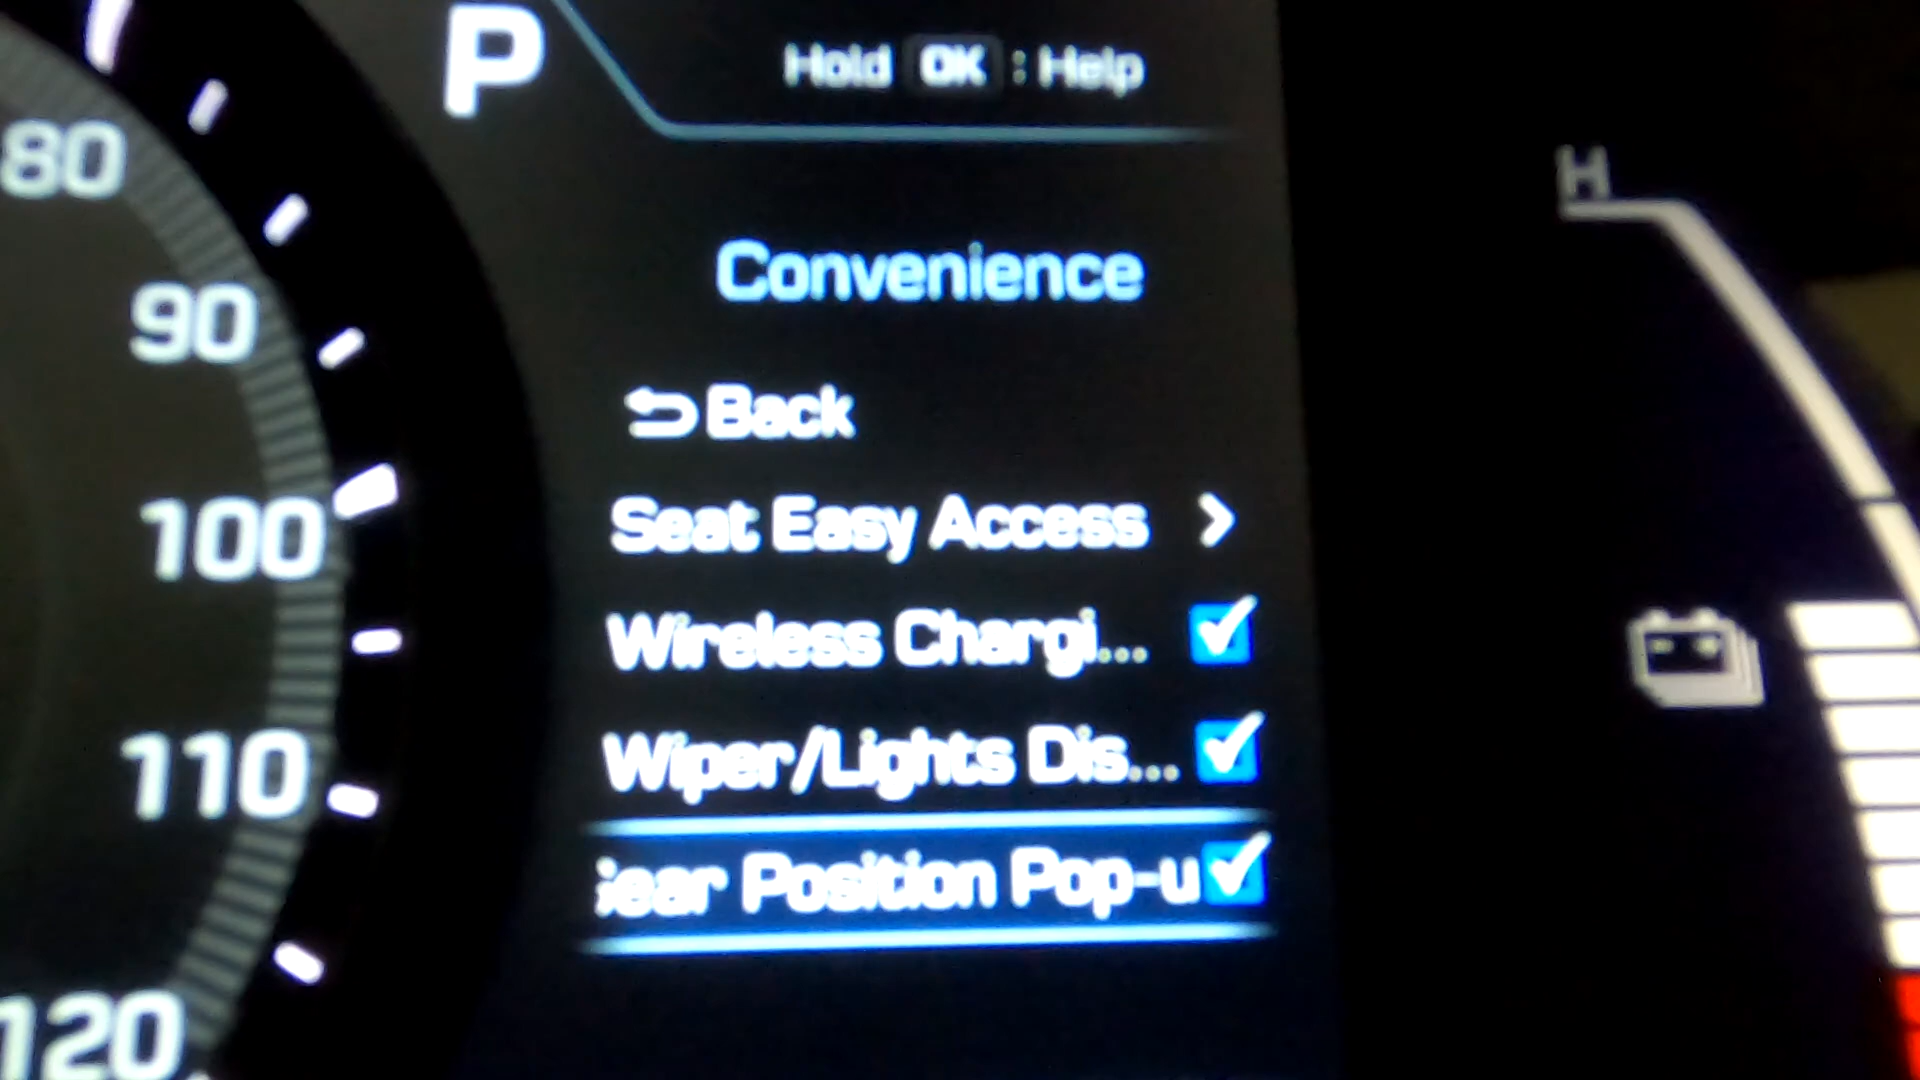 P
Hold OK : Help
80
H
Convenience
90
Back
Seat Easy Access
100
Wireless Chargi...
Wiper/Lights Dis...
110
ear Position Pop-u
120